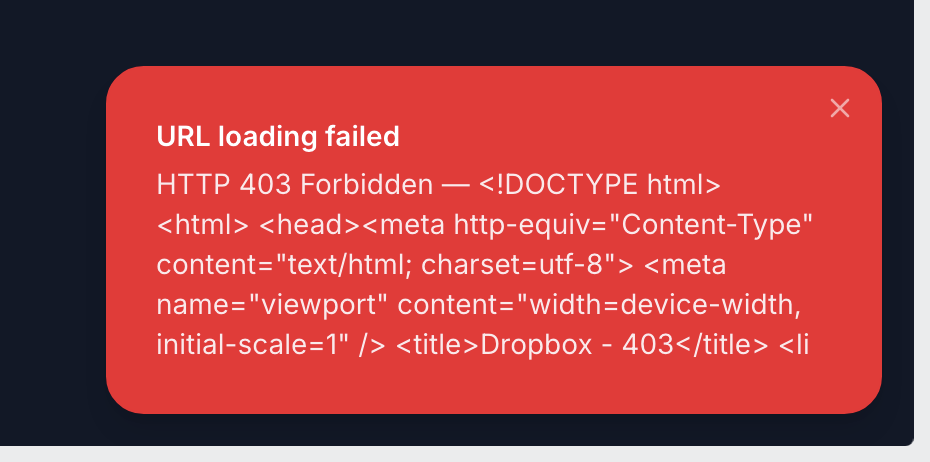 URL loading failed
HTTP 403 Forbidden — <!DOCTYPE html>
<html> <head><meta http-equiv="Content-Type"
content="text/html; charset=utf-8"> <meta
name="viewport" content="width=device-width,
initial-scale=1" /> <title>Dropbox - 403</title> <li